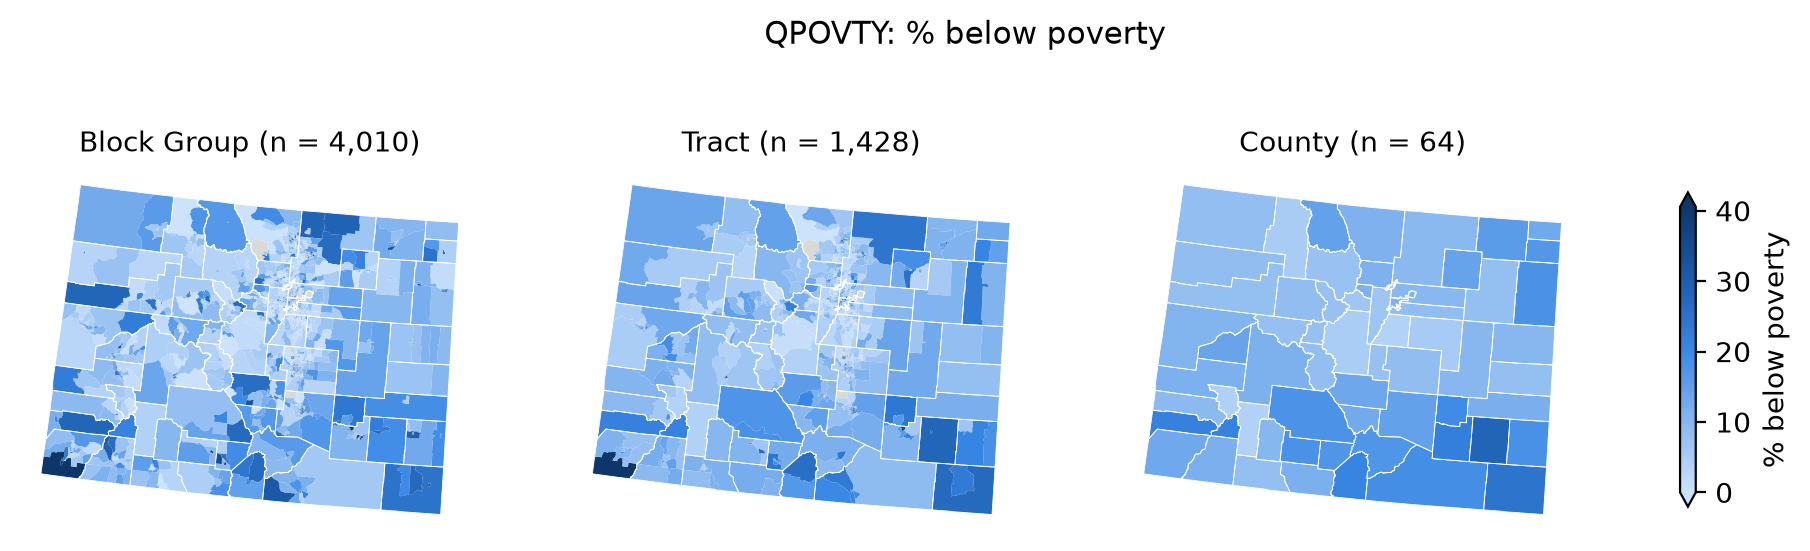 QPOVTY: % below poverty
Block Group (n = 4,010)
Tract (n = 1,428)
County (n = 64)
40
30
20
10
0
% below poverty